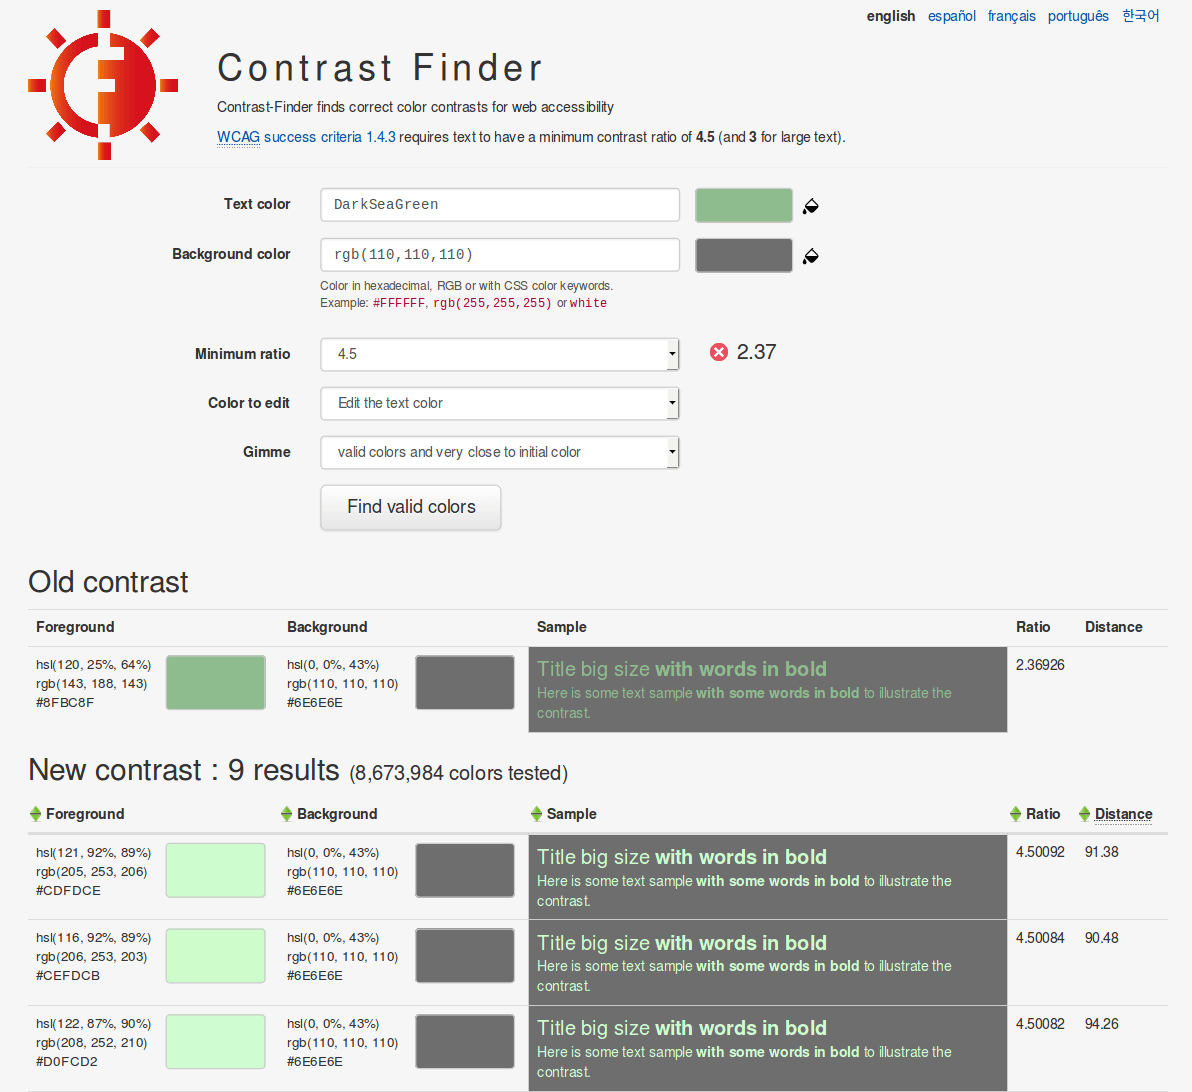 english español français português 한국어
Contrast Finder
Contrast-Finder finds correct color contrasts for web accessibility
WCAG success criteria 1.4.3 requires text to have a minimum contrast ratio of 4.5 (and 3 for large text).
Text color DarkSeaGreen
Background color rgb(110,110,110)
Color in hexadecimal, RGB or with CSS color keywords.
Example: #FFFFFF, rgb(255,255,255) or white
Minimum ratio 4.5 2.37
Color to edit Edit the text color
Gimme valid colors and very close to initial color
Find valid colors
Old contrast
Foreground Background Sample Ratio Distance
hsl(120, 25%, 64%) hsl(0, 0%, 43%) Title big size with words in bold 2.36926
rgb(143, 188, 143) rgb(110, 110, 110) Here is some text sample with some words in bold to illustrate the
#8FBC8F #6E6E6E contrast.
New contrast : 9 results (8,673,984 colors tested)
Foreground Background Sample Ratio Distance
hsl(121, 92%, 89%) hsl(0, 0%, 43%) Title big size with words in bold 4.50092 91.38
rgb(205, 253, 206) rgb(110, 110, 110) Here is some text sample with some words in bold to illustrate the
#CDFDCE #6E6E6E contrast.
hsl(116, 92%, 89%) hsl(0, 0%, 43%) Title big size with words in bold 4.50084 90.48
rgb(206, 253, 203) rgb(110, 110, 110) Here is some text sample with some words in bold to illustrate the
#CEFDCB #6E6E6E contrast.
hsl(122, 87%, 90%) hsl(0, 0%, 43%) Title big size with words in bold 4.50082 94.26
rgb(208, 252, 210) rgb(110, 110, 110) Here is some text sample with some words in bold to illustrate the
#D0FCD2 #6E6E6E contrast.